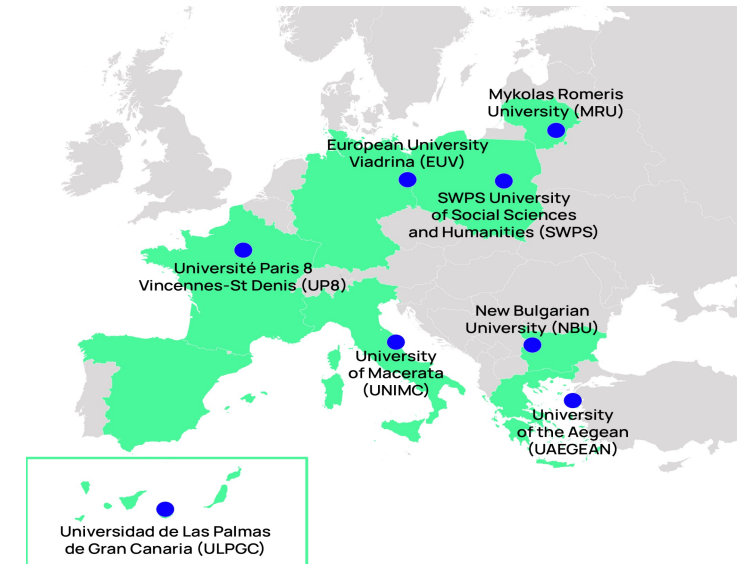 Mykolas Romeris
University (MRU)
European University
Viadrina (EUV)
SWPS University
of Social Sciences
and Humanities (SWPS)
Université Paris 8
Vincennes-St Denis (UP8)
New Bulgarian
University (NBU)
University
of Macerata
(UNIMC)
University
of the Aegean
(UAEGEAN)
Universidad de Las Palmas
de Gran Canaria (ULPGC)